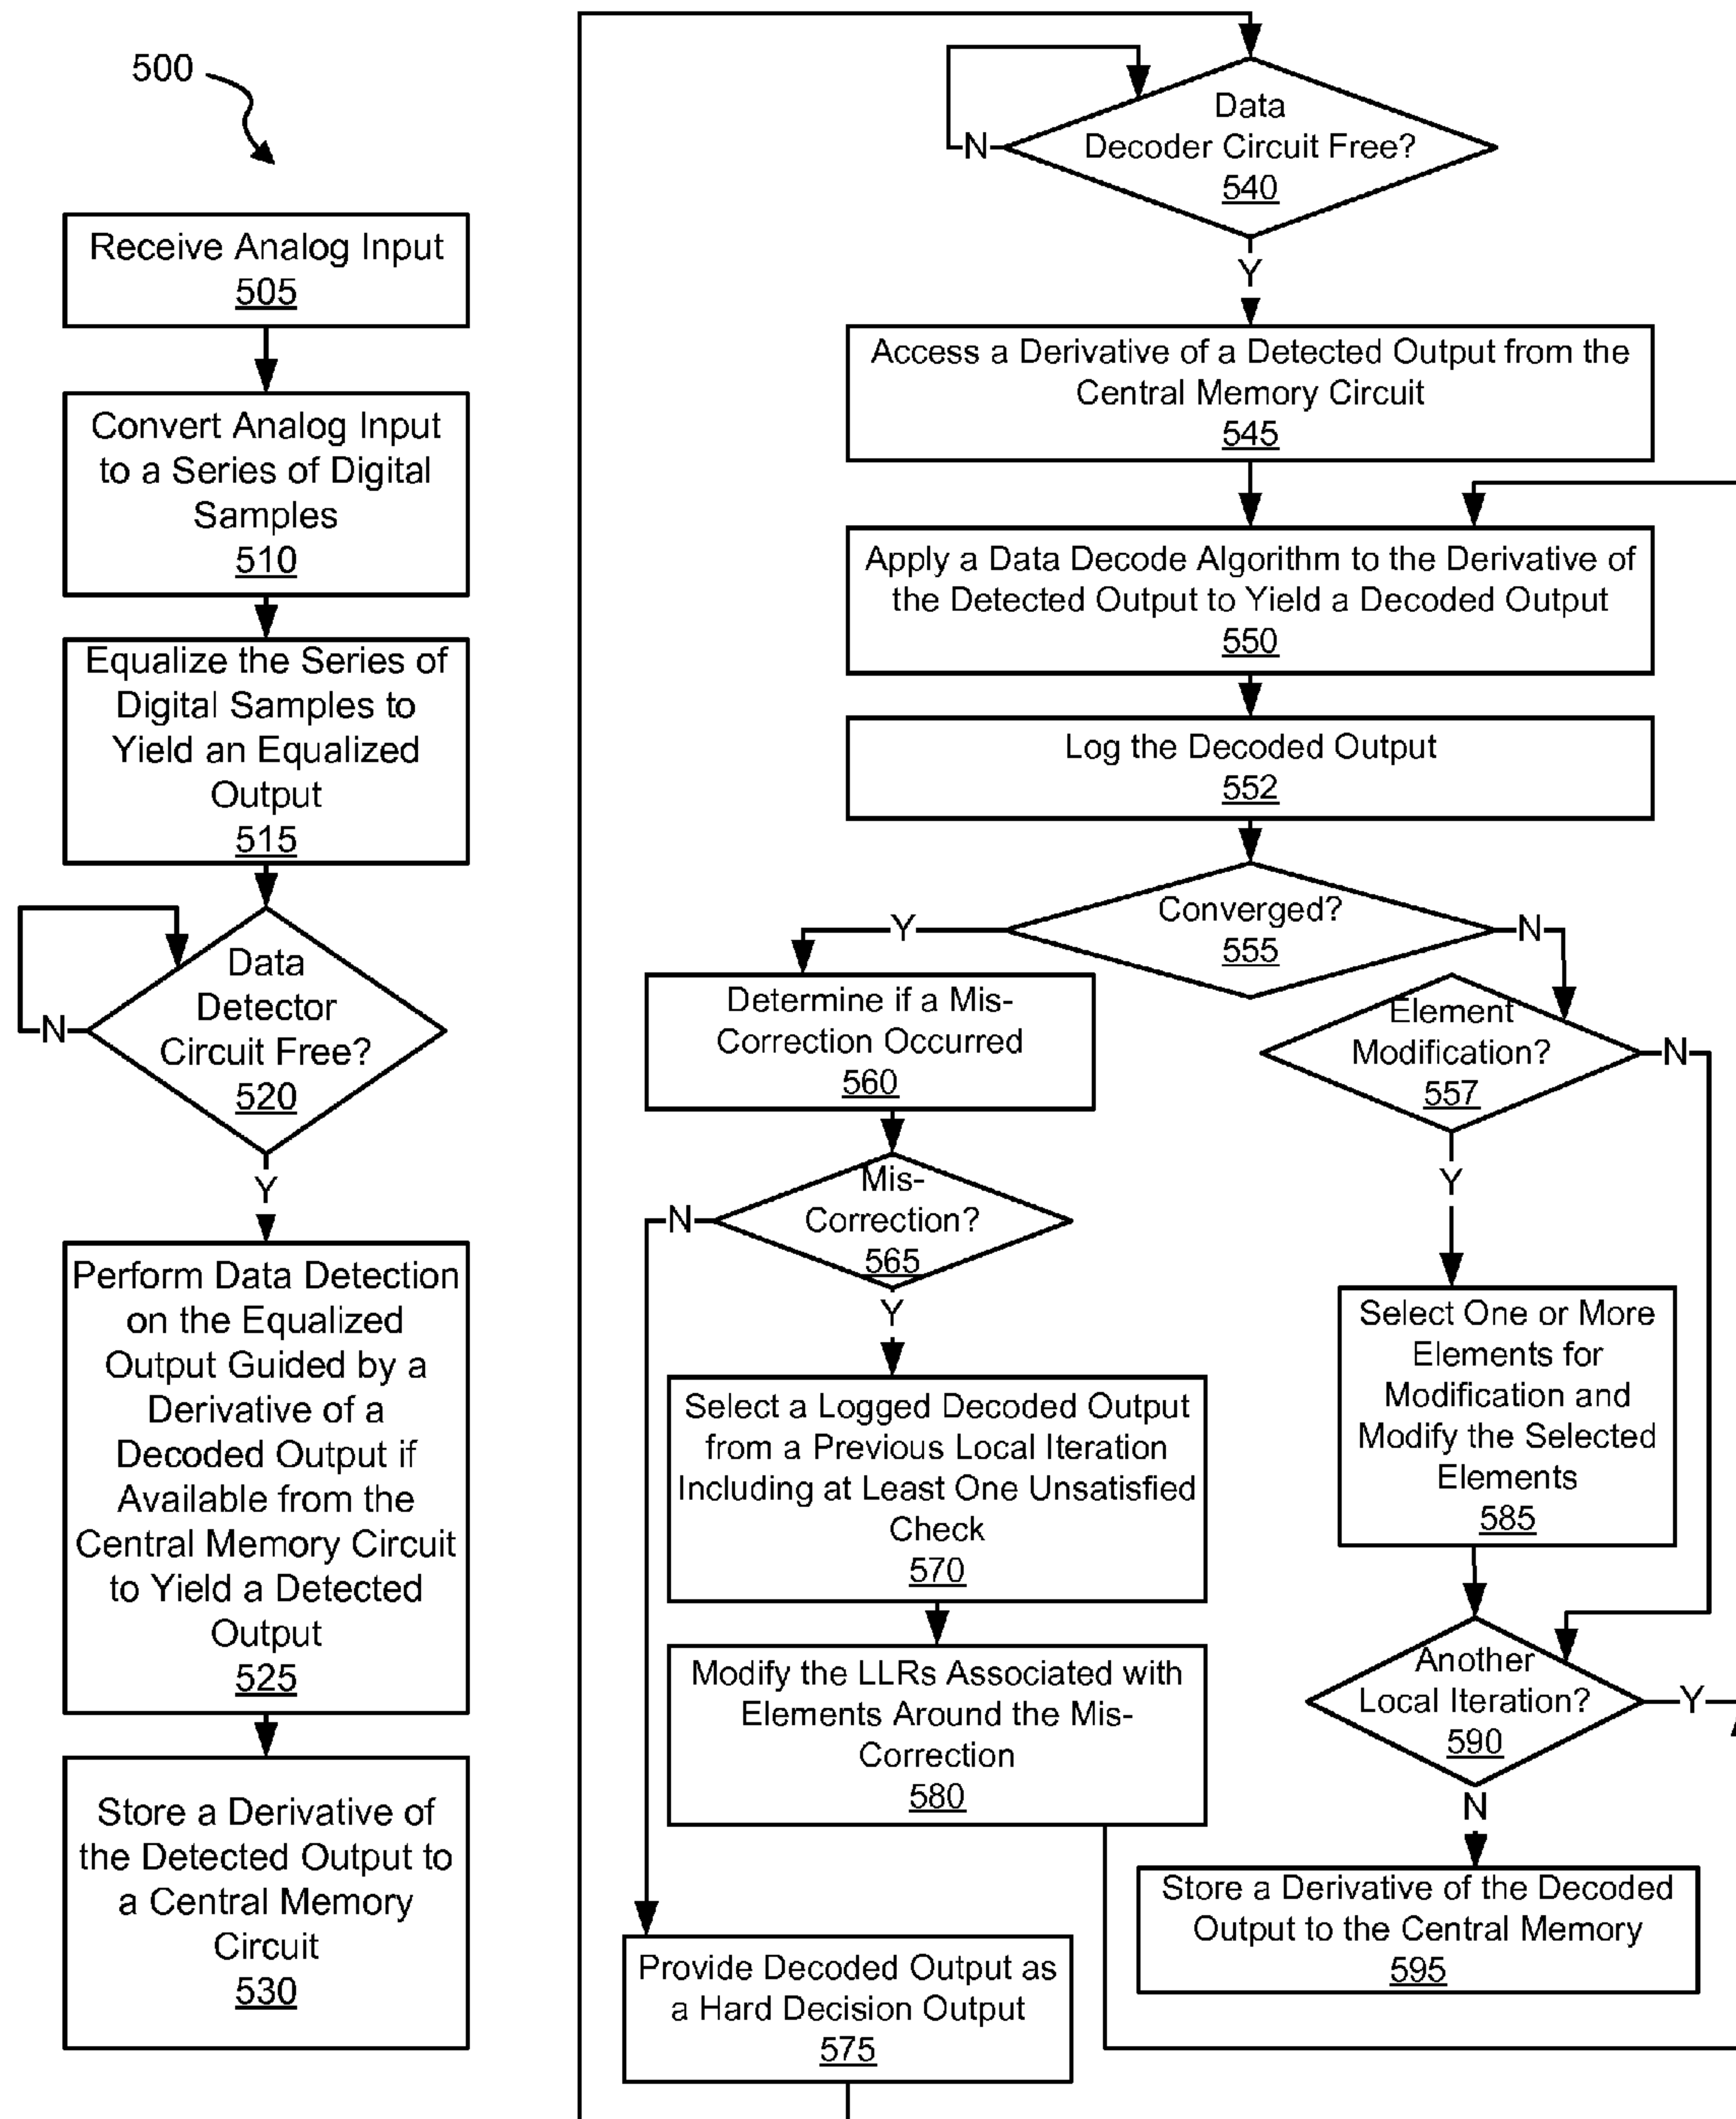 500
Receive Analog Input
505
Convert Analog Input
to a Series of Digital
Samples
510
Equalize the Series of
Digital Samples to
Yield an Equalized
Output
515
Data
Detector
Circuit Free?
520
N
Y
Perform Data Detection
on the Equalized
Output Guided by a
Derivative of a
Decoded Output if
Available from the
Central Memory Circuit
to Yield a Detected
Output
525
Store a Derivative of
the Detected Output to
a Central Memory
Circuit
530
Data
Decoder Circuit Free?
540
N
Y
Access a Derivative of a Detected Output from the
Central Memory Circuit
545
Apply a Data Decode Algorithm to the Derivative of
the Detected Output to Yield a Decoded Output
550
Log the Decoded Output
552
Converged?
555
Y
N
Determine if a Mis-
Correction Occurred
560
Mis-
Correction?
565
N
Y
Select a Logged Decoded Output
from a Previous Local Iteration
Including at Least One Unsatisfied
Check
570
Modify the LLRs Associated with
Elements Around the Mis-
Correction
580
Provide Decoded Output as
a Hard Decision Output
575
Element
Modification?
557
N
Y
Select One or More
Elements for
Modification and
Modify the Selected
Elements
585
Another
Local Iteration?
590
Y
N
Store a Derivative of the Decoded
Output to the Central Memory
595